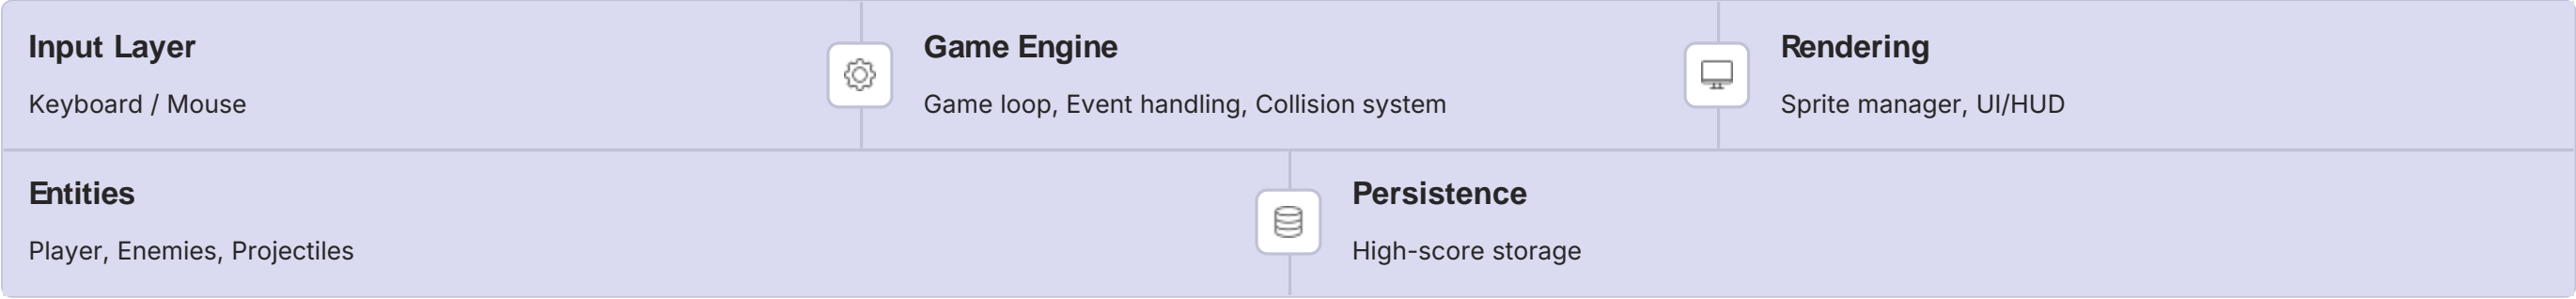 Input Layer
Keyboard / Mouse
Game Engine
Game loop, Event handling, Collision system
Rendering
Sprite manager, UI/HUD
Entities
Player, Enemies, Projectiles
Persistence
High-score storage